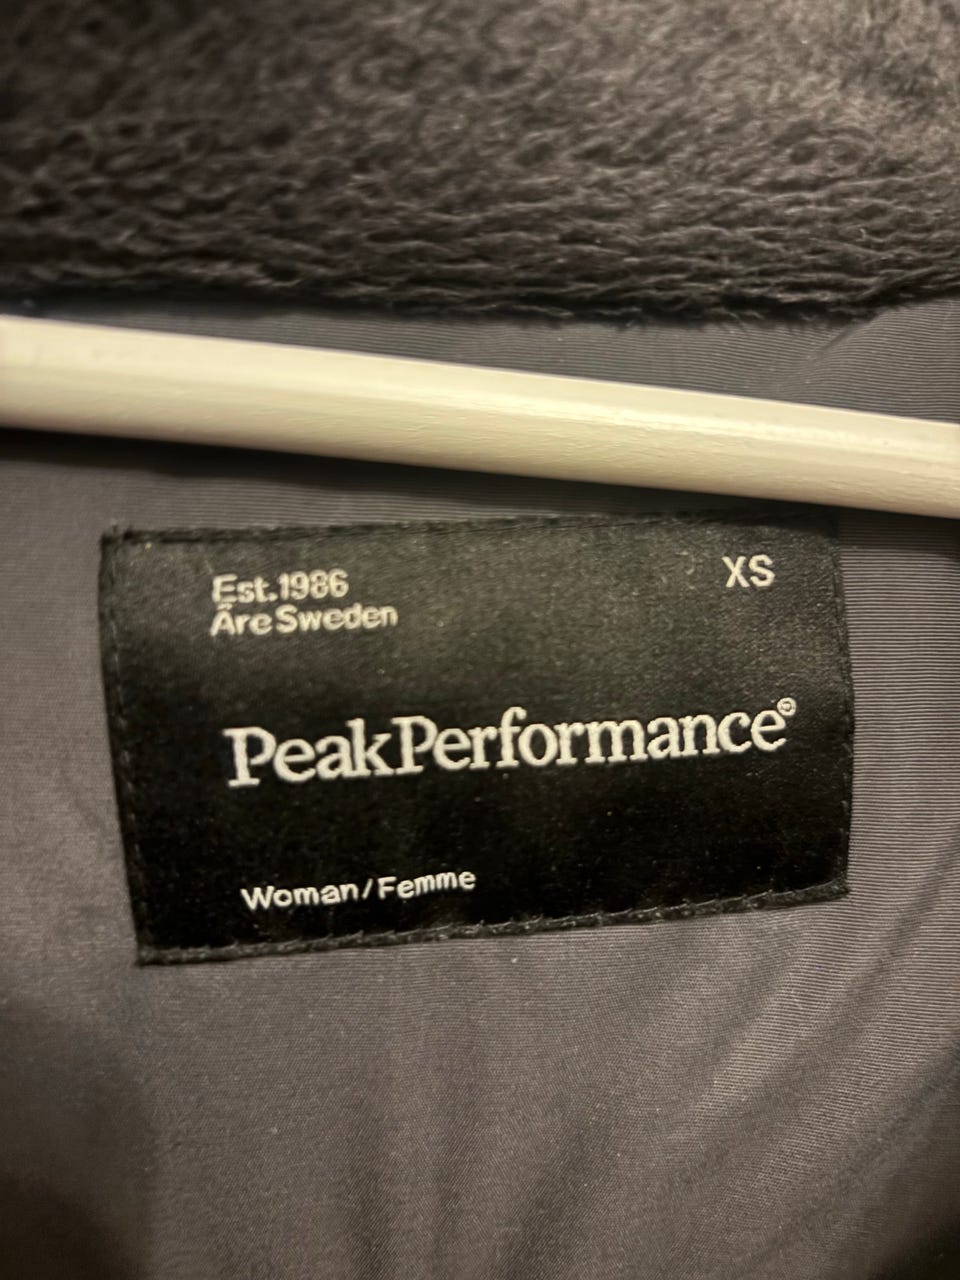 Est.1986
Åre Sweden
XS
PeakPerformance®
Woman/Femme